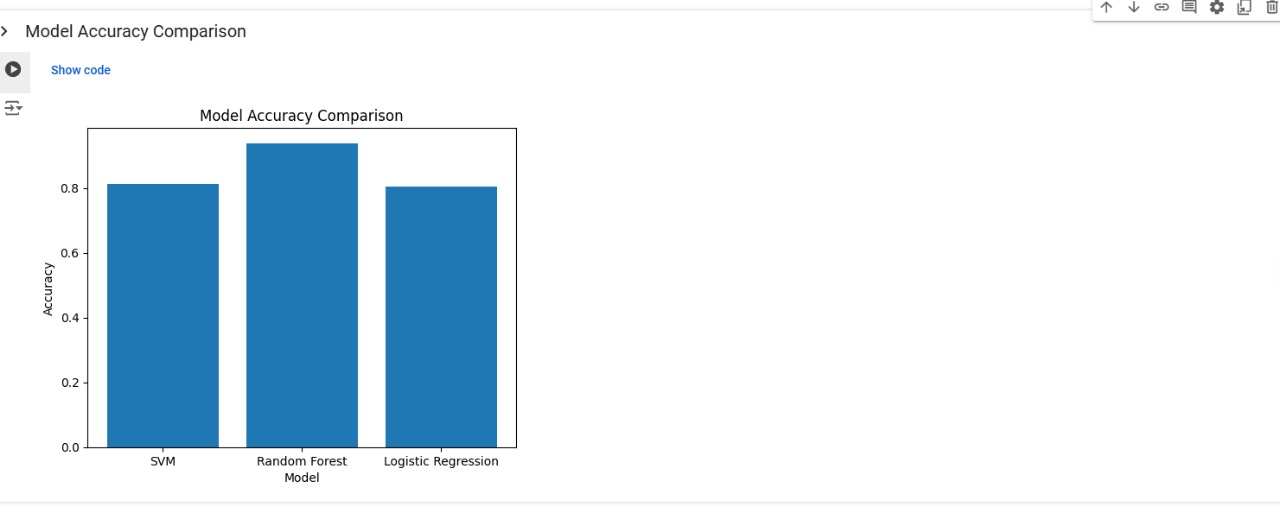 Model Accuracy Comparison
Show code
Model Accuracy Comparison
0.8
0.6
0.4
0.2
0.0
Accuracy
SVM
Random Forest
Logistic Regression
Model